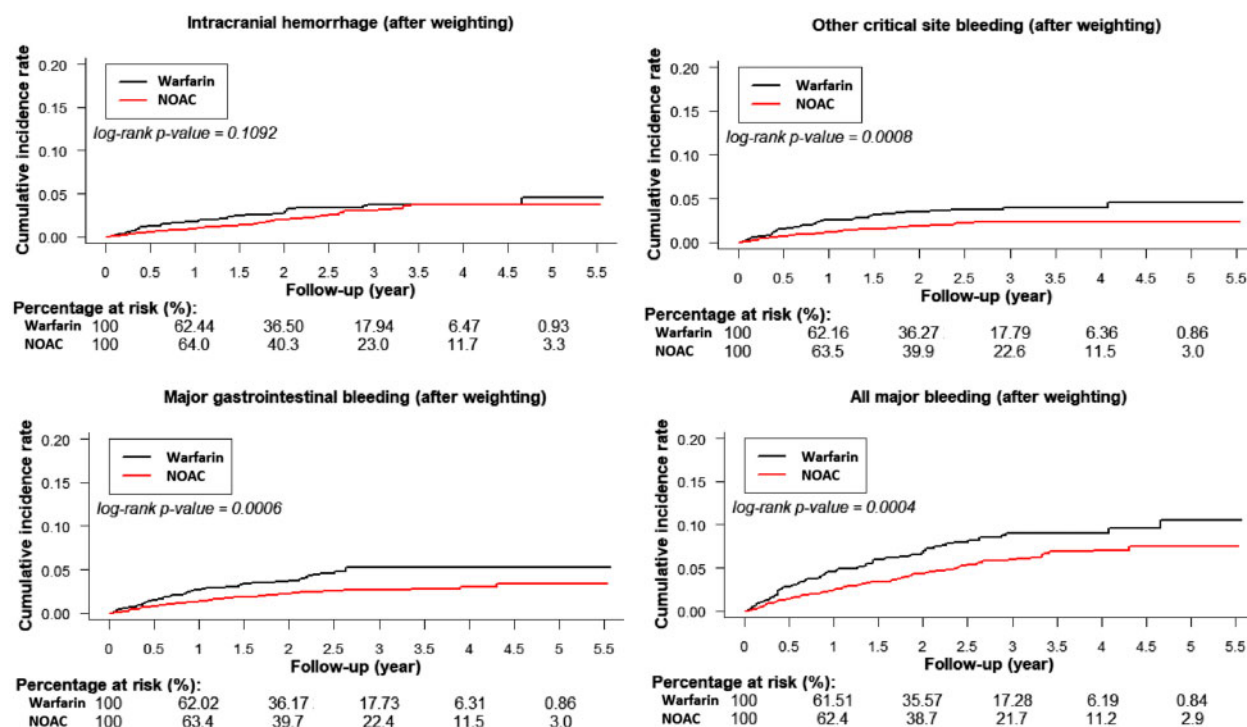 Intracranial hemorrhage (after weighting)
Cumulative incidence rate
0.20
0.15
0.10
0.05
0.00
Warfarin
NOAC
log-rank p-value = 0.1092
0 0.5 1 1.5 2 2.5 3 3.5 4 4.5 5 5.5
Follow-up (year)
Percentage at risk (%):
Warfarin 100 62.44 36.50 17.94 6.47 0.93
NOAC 100 64.0 40.3 23.0 11.7 3.3
Other critical site bleeding (after weighting)
Cumulative incidence rate
0.20
0.15
0.10
0.05
0.00
Warfarin
NOAC
log-rank p-value = 0.0008
0 0.5 1 1.5 2 2.5 3 3.5 4 4.5 5 5.5
Follow-up (year)
Percentage at risk (%):
Warfarin 100 62.16 36.27 17.79 6.36 0.86
NOAC 100 63.5 39.9 22.6 11.5 3.0
Major gastrointestinal bleeding (after weighting)
Cumulative incidence rate
0.20
0.15
0.10
0.05
0.00
Warfarin
NOAC
log-rank p-value = 0.0006
0 0.5 1 1.5 2 2.5 3 3.5 4 4.5 5 5.5
Follow-up (year)
Percentage at risk (%):
Warfarin 100 62.02 36.17 17.73 6.31 0.86
NOAC 100 63.4 39.7 22.4 11.5 3.0
All major bleeding (after weighting)
Cumulative incidence rate
0.20
0.15
0.10
0.05
0.00
Warfarin
NOAC
log-rank p-value = 0.0004
0 0.5 1 1.5 2 2.5 3 3.5 4 4.5 5 5.5
Follow-up (year)
Percentage at risk (%):
Warfarin 100 61.51 35.57 17.28 6.19 0.84
NOAC 100 62.4 38.7 21.7 11.2 2.9